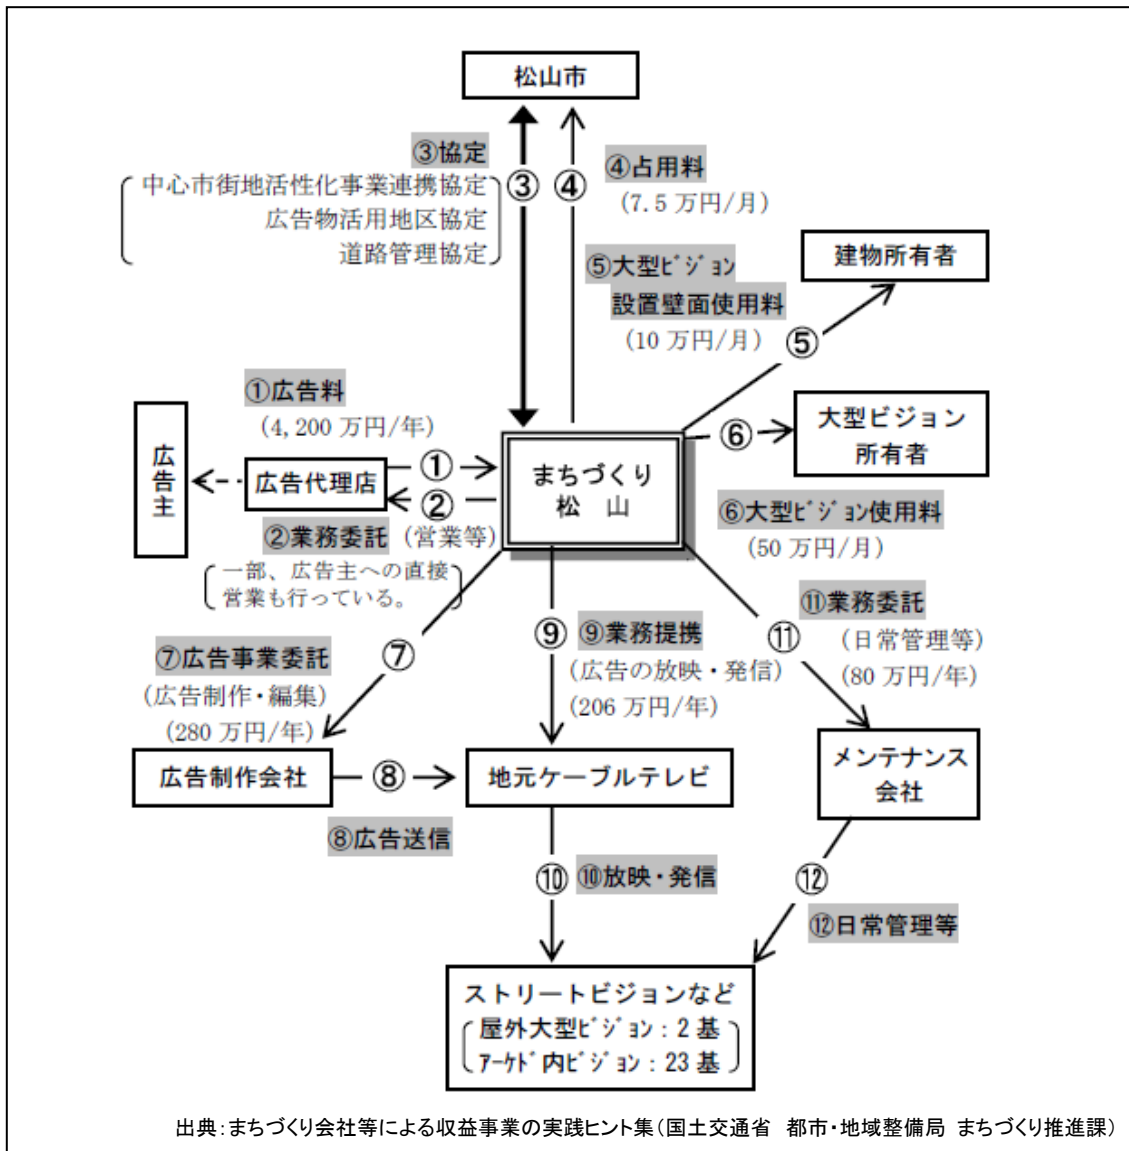 松山市
③協定
中心市街地活性化事業連携協定
広告物活用地区協定
道路管理協定
③
④
④占用料
(7.5 万円/月)
⑤大型ﾋﾞｼﾞｮﾝ
設置壁面使用料
(10 万円/月)
⑤
建物所有者
①広告料
(4,200 万円/年)
広告主
広告代理店
①
②
まちづくり
松 山
⑥
大型ビジョン
所有者
⑥大型ﾋﾞｼﾞｮﾝ使用料
(50 万円/月)
②業務委託 (営業等)
一部、広告主への直接
営業も行っている。
⑦広告事業委託
(広告制作・編集)
(280 万円/年)
⑦
⑨
⑨業務提携
(広告の放映・発信)
(206 万円/年)
⑪
⑪業務委託
(日常管理等)
(80 万円/年)
広告制作会社
⑧
⑧広告送信
地元ケーブルテレビ
メンテナンス
会社
⑩
⑩放映・発信
⑫
⑫日常管理等
ストリートビジョンなど
屋外大型ﾋﾞｼﾞｮﾝ：2 基
ｱｰｹﾄﾞ内ﾋﾞｼﾞｮﾝ：23 基
出典：まちづくり会社等による収益事業の実践ヒント集（国土交通省 都市・地域整備局 まちづくり推進課）